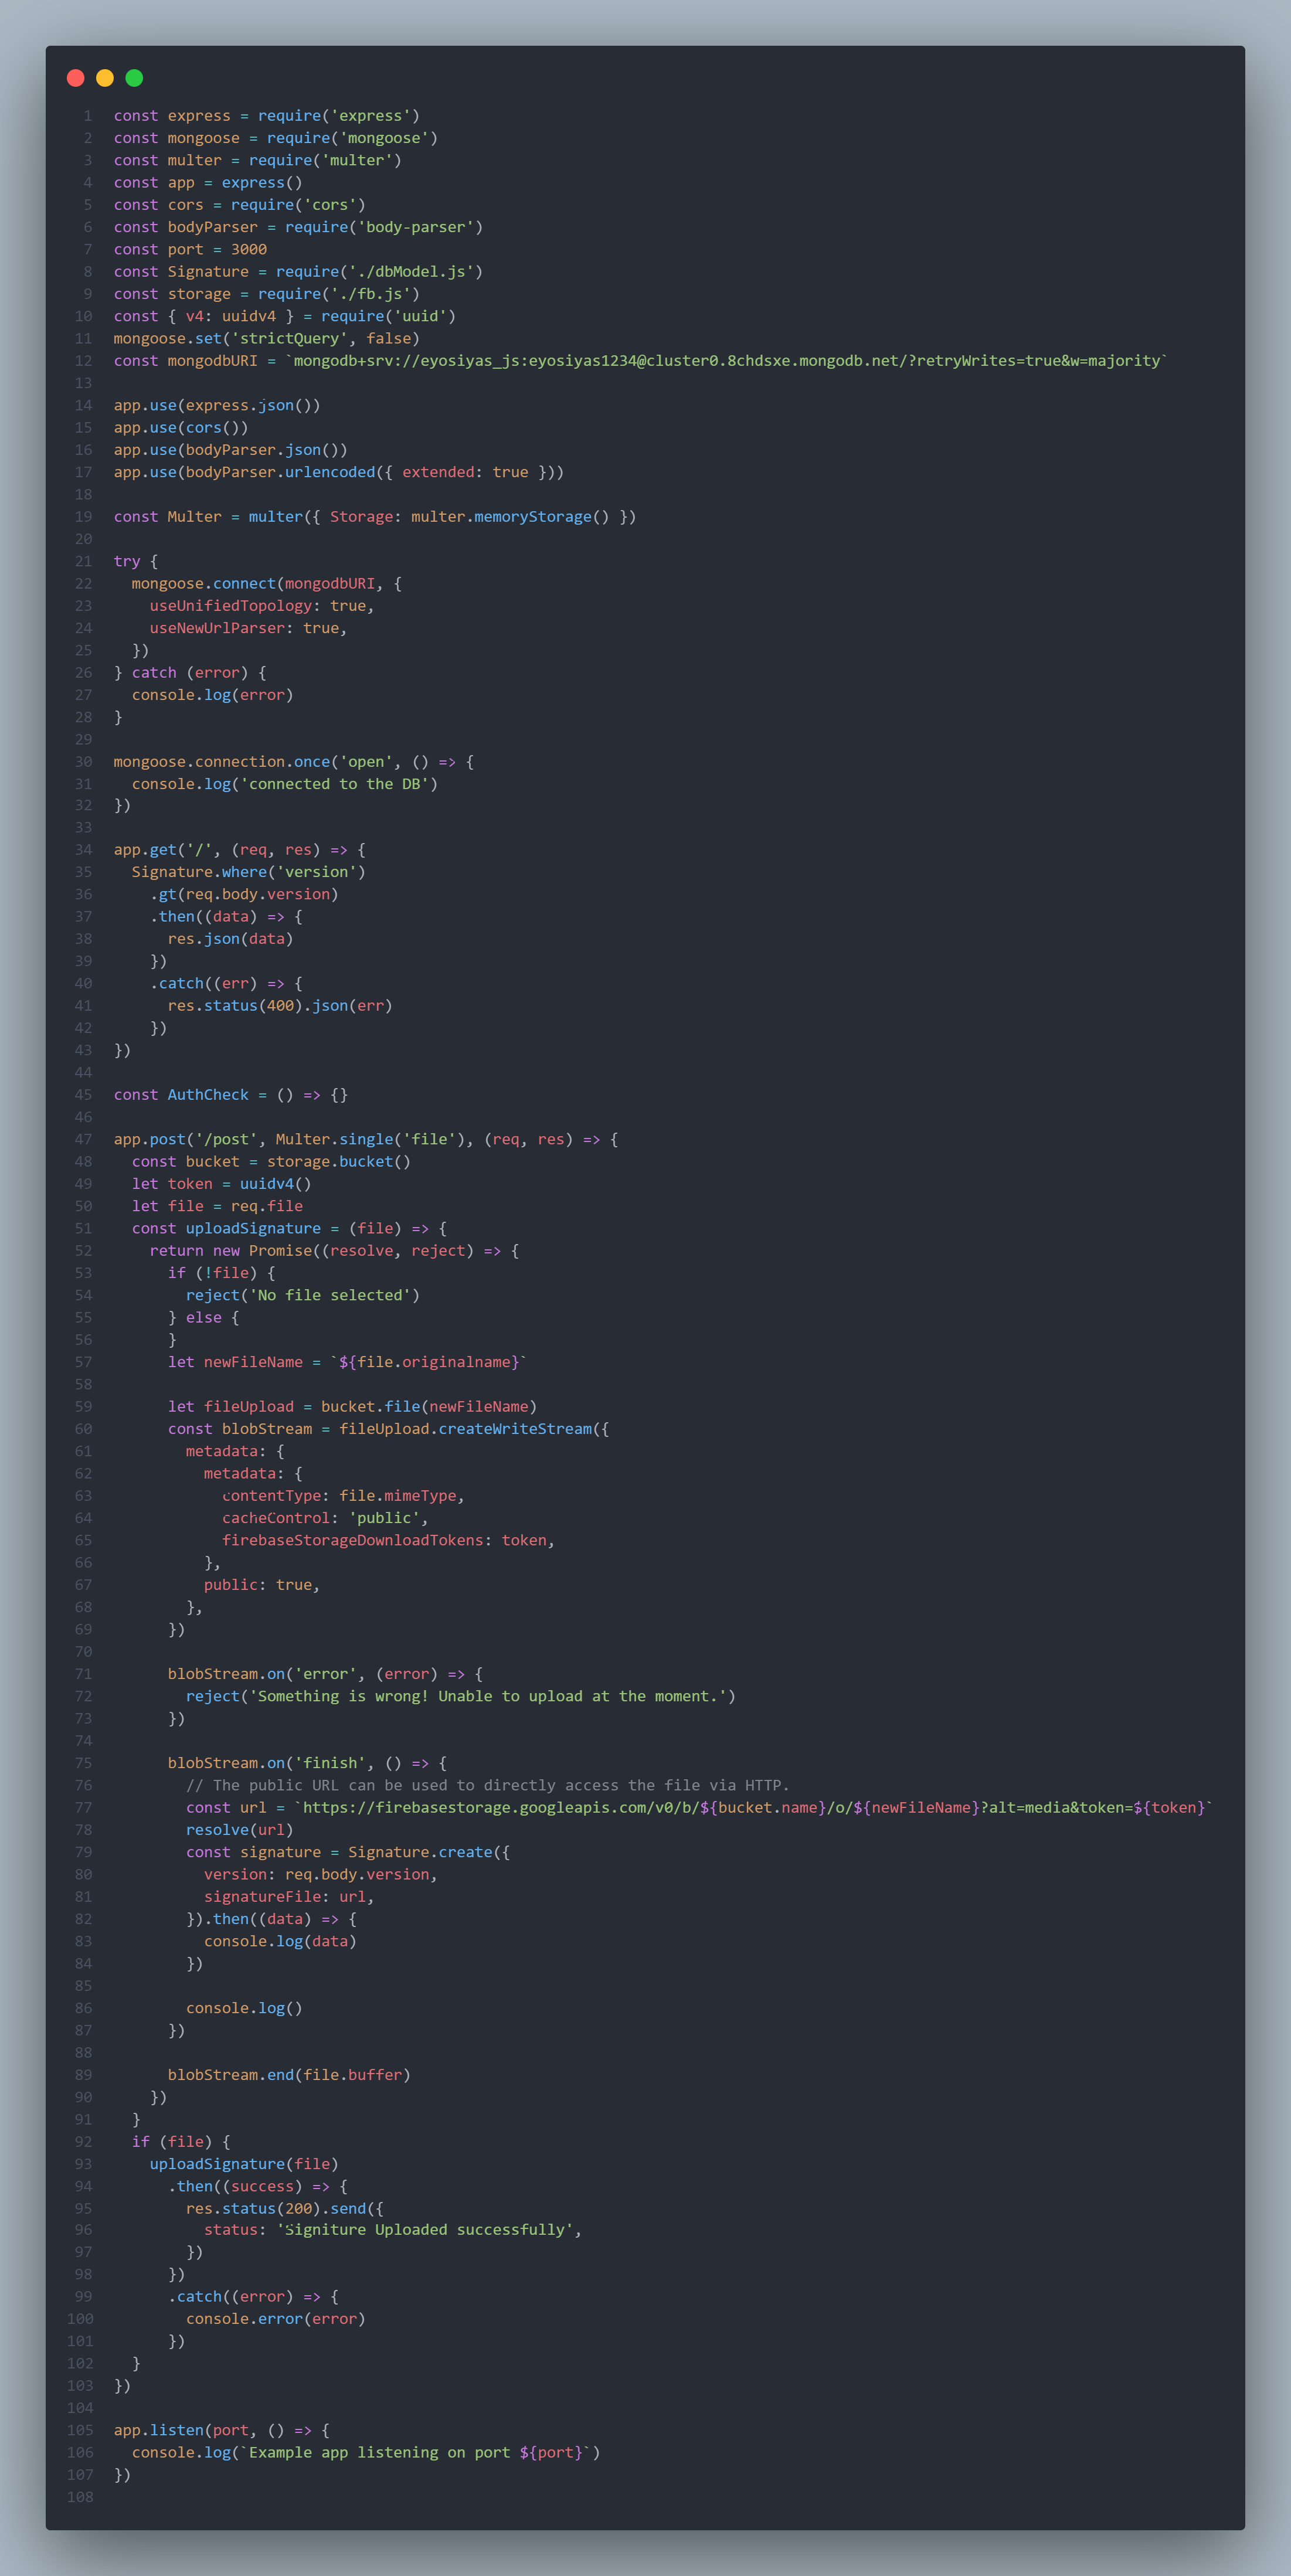 1 const express = require('express')
2 const mongoose = require('mongoose')
3 const multer = require('multer')
4 const app = express()
5 const cors = require('cors')
6 const bodyParser = require('body-parser')
7 const port = 3000
8 const Signature = require('./dbModel.js')
9 const storage = require('./fb.js')
10 const { v4: uuidv4 } = require('uuid')
11 mongoose.set('strictQuery', false)
12 const mongodbURI = `mongodb+srv://eyosiyas_js:eyosiyas1234@cluster0.8chdsxe.mongodb.net/?retryWrites=true&w=majority`
13
14 app.use(express.json())
15 app.use(cors())
16 app.use(bodyParser.json())
17 app.use(bodyParser.urlencoded({ extended: true }))
18
19 const Multer = multer({ Storage: multer.memoryStorage() })
20
21 try {
22   mongoose.connect(mongodbURI, {
23     useUnifiedTopology: true,
24     useNewUrlParser: true,
25   })
26 } catch (error) {
27   console.log(error)
28 }
29
30 mongoose.connection.once('open', () => {
31   console.log('connected to the DB')
32 })
33
34 app.get('/', (req, res) => {
35   Signature.where('version')
36     .gt(req.body.version)
37     .then((data) => {
38       res.json(data)
39     })
40     .catch((err) => {
41       res.status(400).json(err)
42     })
43 })
44
45 const AuthCheck = () => {}
46
47 app.post('/post', Multer.single('file'), (req, res) => {
48   const bucket = storage.bucket()
49   let token = uuidv4()
50   let file = req.file
51   const uploadSignature = (file) => {
52     return new Promise((resolve, reject) => {
53       if (!file) {
54         reject('No file selected')
55       } else {
56       }
57       let newFileName = `${file.originalname}`
58
59       let fileUpload = bucket.file(newFileName)
60       const blobStream = fileUpload.createWriteStream({
61         metadata: {
62           metadata: {
63             contentType: file.mimeType,
64             cacheControl: 'public',
65             firebaseStorageDownloadTokens: token,
66           },
67           public: true,
68         },
69       })
70
71       blobStream.on('error', (error) => {
72         reject('Something is wrong! Unable to upload at the moment.')
73       })
74
75       blobStream.on('finish', () => {
76         // The public URL can be used to directly access the file via HTTP.
77         const url = `https://firebasestorage.googleapis.com/v0/b/${bucket.name}/o/${newFileName}?alt=media&token=${token}`
78         resolve(url)
79         const signature = Signature.create({
80           version: req.body.version,
81           signatureFile: url,
82         }).then((data) => {
83           console.log(data)
84         })
85
86         console.log()
87       })
88
89       blobStream.end(file.buffer)
90     })
91   }
92   if (file) {
93     uploadSignature(file)
94       .then((success) => {
95         res.status(200).send({
96           status: 'Signiture Uploaded successfully',
97         })
98       })
99       .catch((error) => {
100         console.error(error)
101       })
102   }
103 })
104
105 app.listen(port, () => {
106   console.log(`Example app listening on port ${port}`)
107 })
108